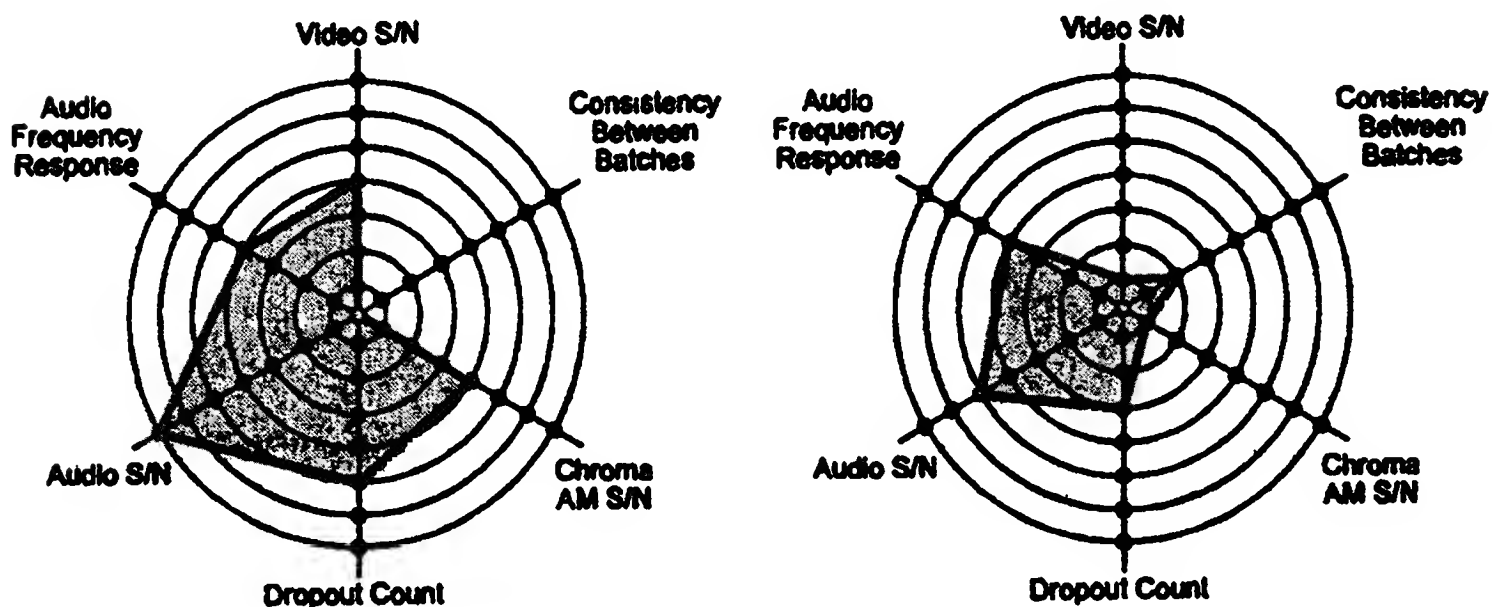 Video S/N
Audio
Frequency
Response
Consistency
Between
Batches
Audio S/N
Chroma
AM S/N
Dropout Count
Video S/N
Audio
Frequency
Response
Consistency
Between
Batches
Audio S/N
Chroma
AM S/N
Dropout Count